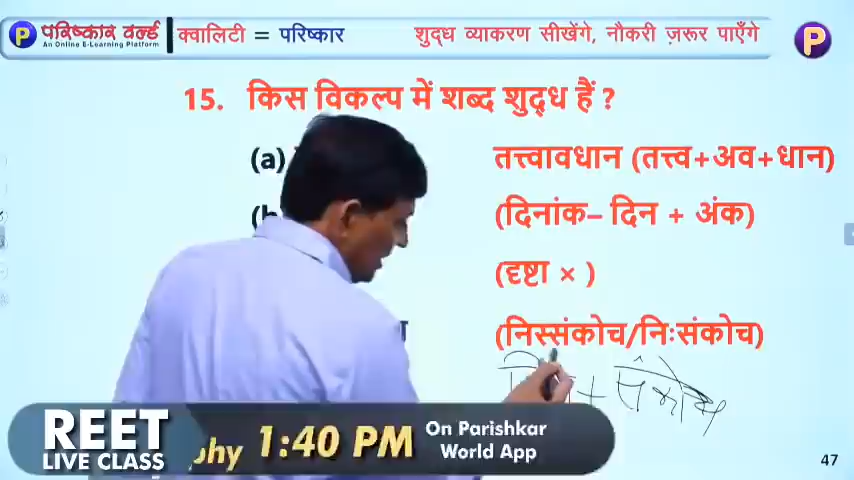 परिष्कार वर्ल्ड
An Online E-Learning Platform
क्वालिटी = परिष्कार
शुद्ध व्याकरण सीखेंगे, नौकरी ज़रूर पाएँगे
15. किस विकल्प में शब्द शुद्ध हैं ?
(a)
तत्त्वावधान (तत्त्व+अव+धान)
(दिनांक– दिन + अंक)
(दृष्टा × )
(निस्संकोच/निःसंकोच)
+ संकोच
REET
LIVE CLASS
1:40 PM
On Parishkar
World App
47